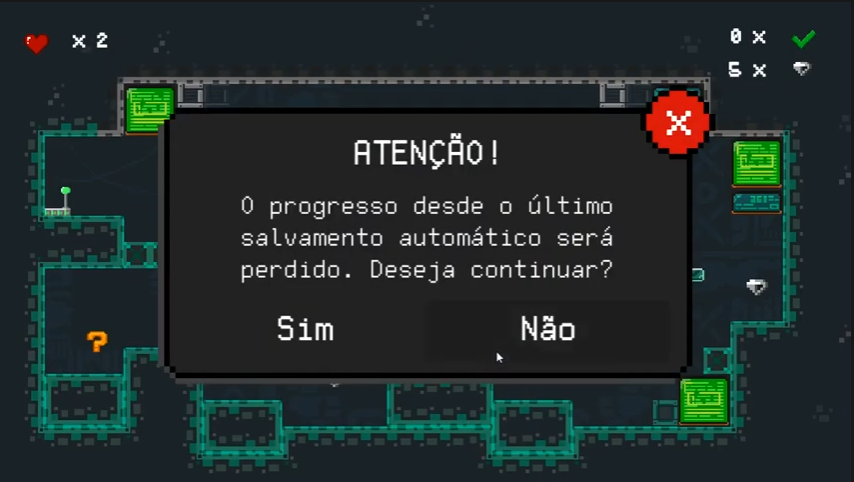 x 2
0 x
5 x
ATENÇÃO!
O progresso desde o último
salvamento automático será
perdido. Deseja continuar?
Sim
Não
?